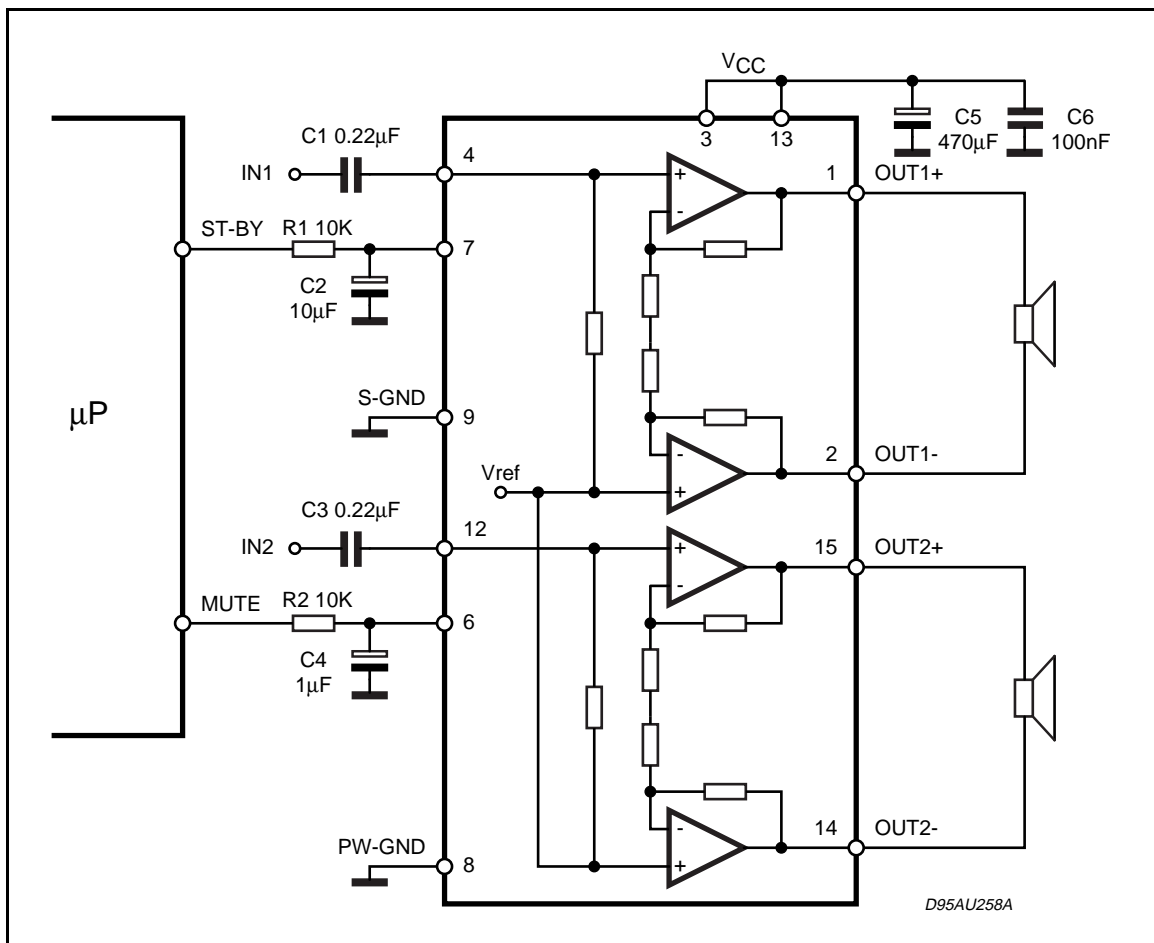 VCC
3
13
C5
470µF
C6
100nF
C1 0.22µF
IN1
4
+
-
1
OUT1+
ST-BY
R1 10K
7
C2
10µF
µP
S-GND
9
Vref
-
+
2
OUT1-
C3 0.22µF
IN2
12
+
-
15
OUT2+
MUTE
R2 10K
6
C4
1µF
PW-GND
8
-
+
14
OUT2-
D95AU258A